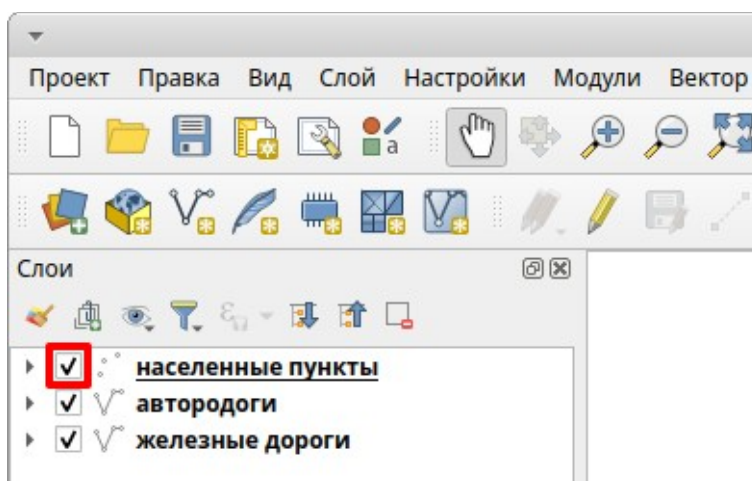 Проект Правка Вид Слой Настройки Модули Вектор
a
Слои
ε
населенные пункты
автородоги
железные дороги